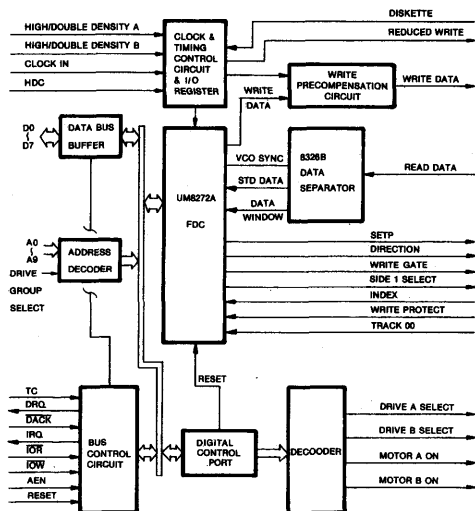 HIGH/DOUBLE DENSITY A
HIGH/DOUBLE DENSITY B
CLOCK IN
HDC
CLOCK &
TIMING
CONTROL
CIRCUIT
& I/O
REGISTER
DISKETTE
REDUCED WRITE
WRITE
PRECOMPENSATION
CIRCUIT
WRITE DATA
WRITE
DATA
D0
D7
DATA BUS
BUFFER
UM8272A
FDC
VCO SYNC
STD DATA
DATA
WINDOW
8326B
DATA
SEPARATOR
READ DATA
A0
A9
DRIVE
GROUP
SELECT
ADDRESS
DECODER
SETP
DIRECTION
WRITE GATE
SIDE 1 SELECT
INDEX
WRITE PROTECT
TRACK 00
RESET
TC
DRQ
DACK
IRQ
IOR
IOW
AEN
RESET
BUS
CONTROL
CIRCUIT
DIGITAL
CONTROL
PORT
DECOODER
DRIVE A SELECT
DRIVE B SELECT
MOTOR A ON
MOTOR B ON